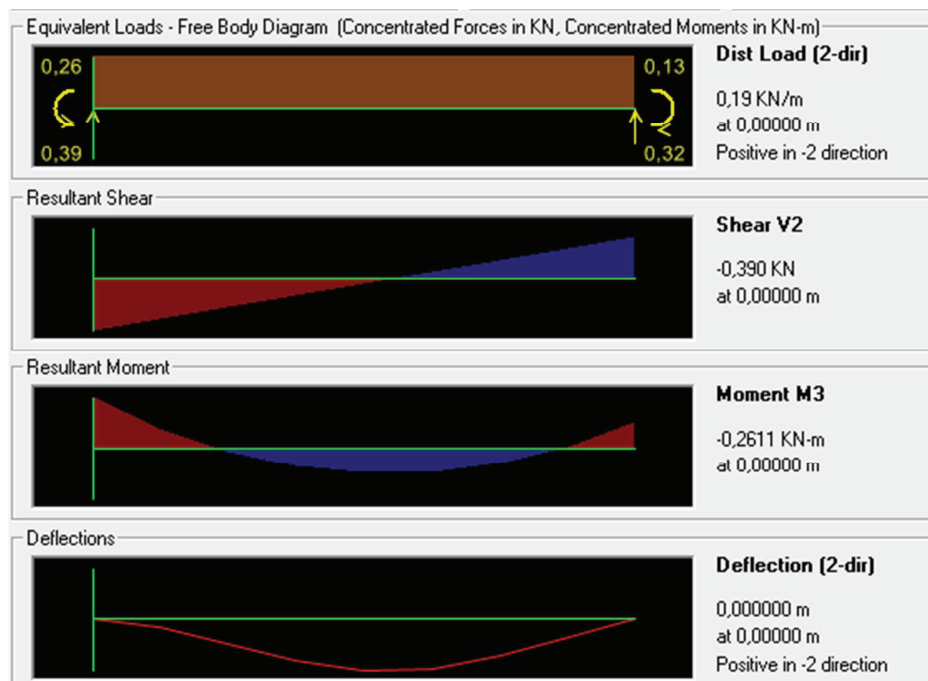 Equivalent Loads - Free Body Diagram (Concentrated Forces in KN, Concentrated Moments in KN-m)
0,26
0,13
0,39
0,32
Dist Load (2-dir)
0,19 KN/m
at 0,00000 m
Positive in -2 direction
Resultant Shear
Shear V2
-0,390 KN
at 0,00000 m
Resultant Moment
Moment M3
-0,2611 KN-m
at 0,00000 m
Deflections
Deflection (2-dir)
0,000000 m
at 0,00000 m
Positive in -2 direction